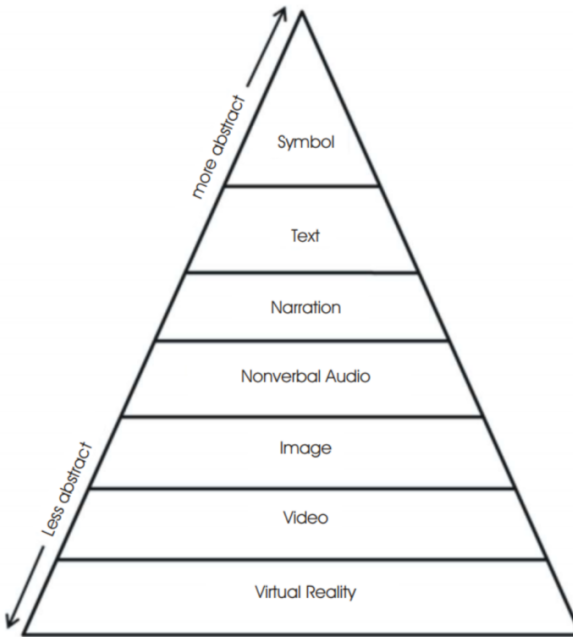 more abstract
Symbol
Text
Narration
Nonverbal Audio
Image
Less abstract
Video
Virtual Reality